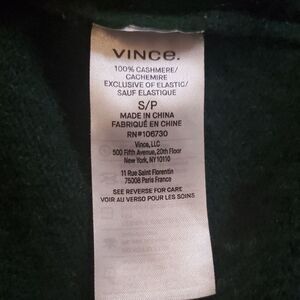 VINCE.
100% CASHMERE/
CACHEMIRE
EXCLUSIVE OF ELASTIC/
SAUF ELASTIQUE
S/P
MADE IN CHINA
FABRIQUÉ EN CHINE
RN#106730
Vince, LLC
500 Fifth Avenue, 20th Floor
New York, NY 10110
11 Rue Saint Florentin
75008 Paris France
SEE REVERSE FOR CARE
VOIR AU VERSO POUR LES SOINS